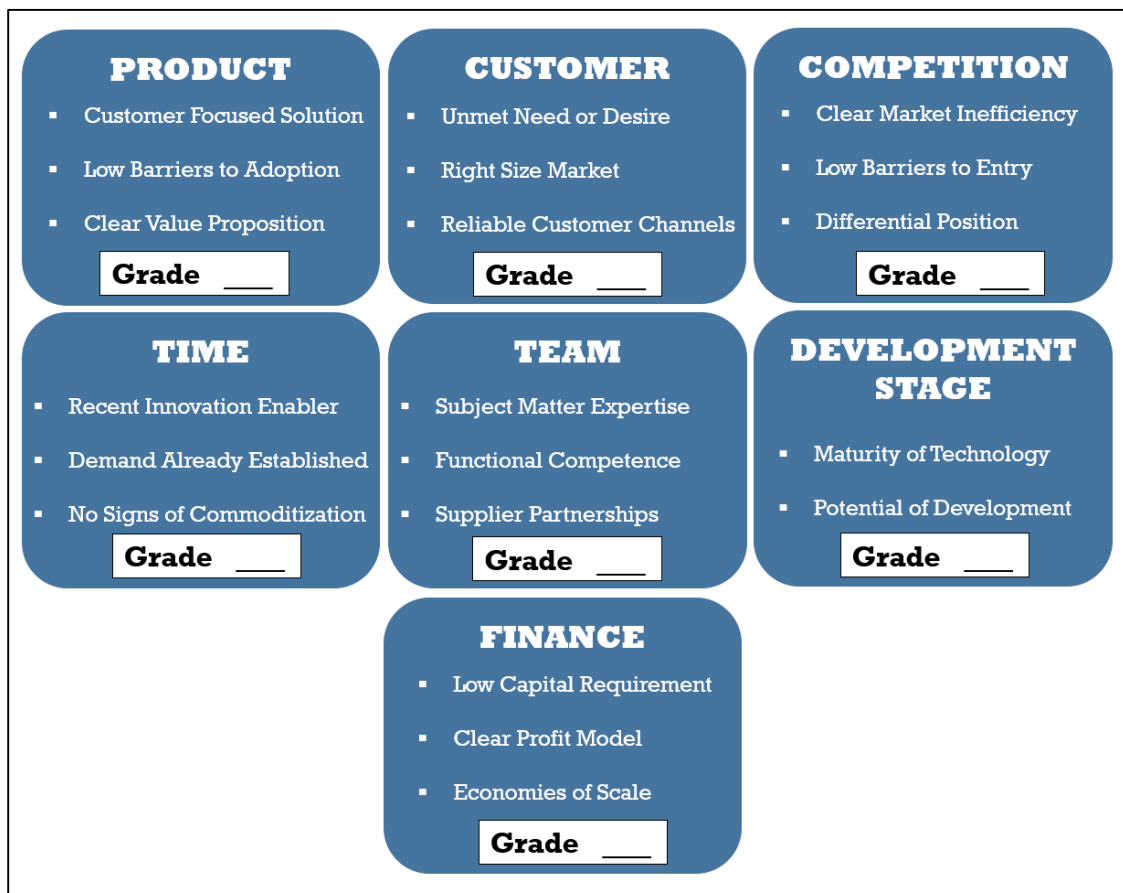 PRODUCT
▪ Customer Focused Solution
▪ Low Barriers to Adoption
▪ Clear Value Proposition
Grade ___
CUSTOMER
▪ Unmet Need or Desire
▪ Right Size Market
▪ Reliable Customer Channels
Grade ___
COMPETITION
▪ Clear Market Inefficiency
▪ Low Barriers to Entry
▪ Differential Position
Grade ___
TIME
▪ Recent Innovation Enabler
▪ Demand Already Established
▪ No Signs of Commoditization
Grade ___
TEAM
▪ Subject Matter Expertise
▪ Functional Competence
▪ Supplier Partnerships
Grade ___
DEVELOPMENT
STAGE
▪ Maturity of Technology
▪ Potential of Development
Grade ___
FINANCE
▪ Low Capital Requirement
▪ Clear Profit Model
▪ Economies of Scale
Grade ___